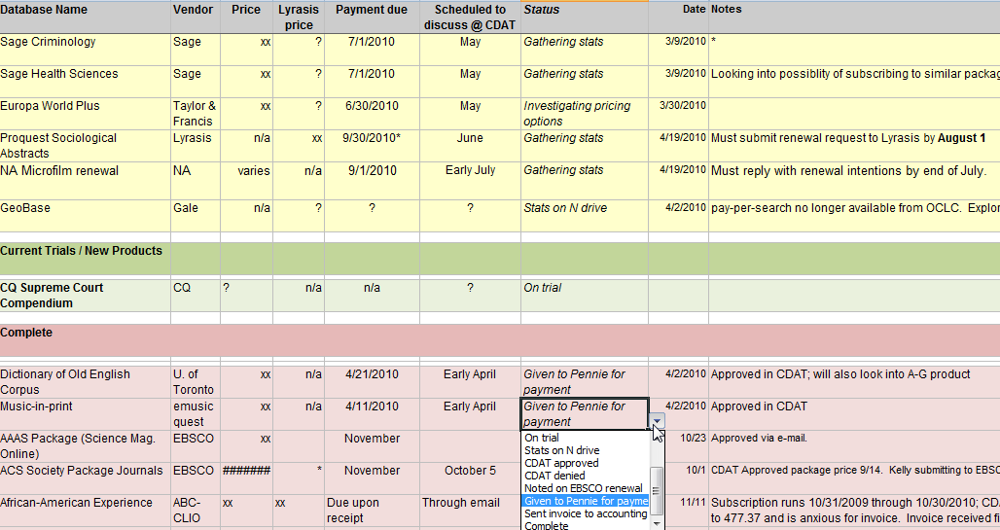 Database Name Vendor Price Lyrasis price Payment due Scheduled to discuss @ CDAT Status Date Notes
Sage Criminology Sage xx ? 7/1/2010 May Gathering stats 3/9/2010 *
Sage Health Sciences Sage xx ? 7/1/2010 May Gathering stats 3/9/2010 Looking into possiblity of subscribing to similar
Europa World Plus Taylor & Francis xx ? 6/30/2010 May Investigating pricing options 3/30/2010
Proquest Sociological Abstracts Lyrasis n/a xx 9/30/2010* June Gathering stats 4/19/2010 Must submit renewal request to Lyrasis by August 1
NA Microfilm renewal NA varies n/a 9/1/2010 Early July Gathering stats 4/19/2010 Must reply with renewal intentions by end of July.
GeoBase Gale n/a ? ? ? Stats on N drive 4/2/2010 pay-per-search no longer available from OCLC.
Current Trials / New Products
CQ Supreme Court Compendium CQ ? n/a n/a ? On trial
Complete
Dictionary of Old English Corpus U. of Toronto xx n/a 4/21/2010 Early April Given to Pennie for payment 4/2/2010 Approved in CDAT; will also look into A-G product
Music-in-print emusic quest xx n/a 4/11/2010 Early April Given to Pennie for payment 4/2/2010 Approved in CDAT
AAAS Package (Science Mag. Online) EBSCO xx November 10/23 Approved via e-mail.
ACS Society Package Journals EBSCO ####### * November October 5 10/1 CDAT Approved package price 9/14. Kelly submitting to
African-American Experience ABC-CLIO xx xx Due upon receipt Through email 11/11 Subscription runs 10/31/2009 through 10/30/2010;
to 477.37 and is anxious for invoice. Invoice received
On trial
Stats on N drive
CDAT approved
CDAT denied
Noted on EBSCO renewal
Given to Pennie for payme
Sent invoice to accounting
Complete